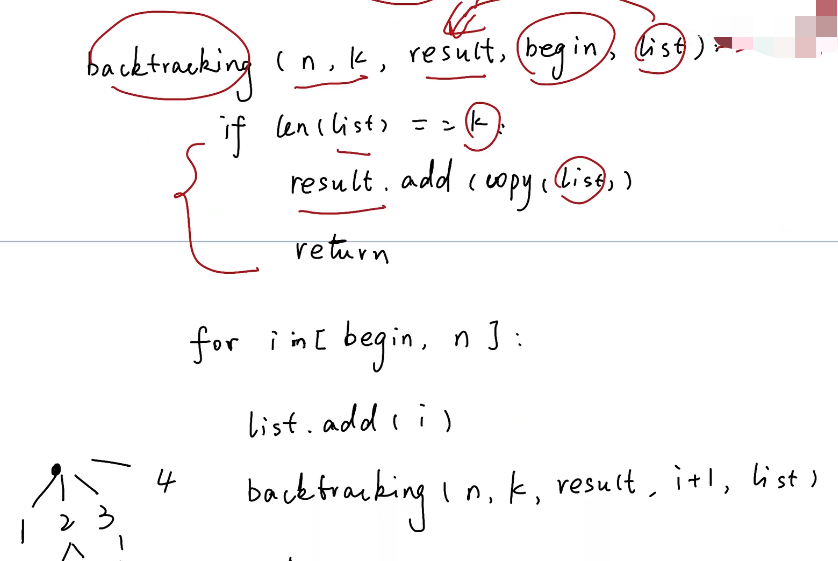 backtracking (n, k, result, begin, list):
if len(list) == k:
result.add(copy(list))
return
for i in [begin, n]:
list.add(i)
4
backtracking(n, k, result, i+1, list)
1 2 3